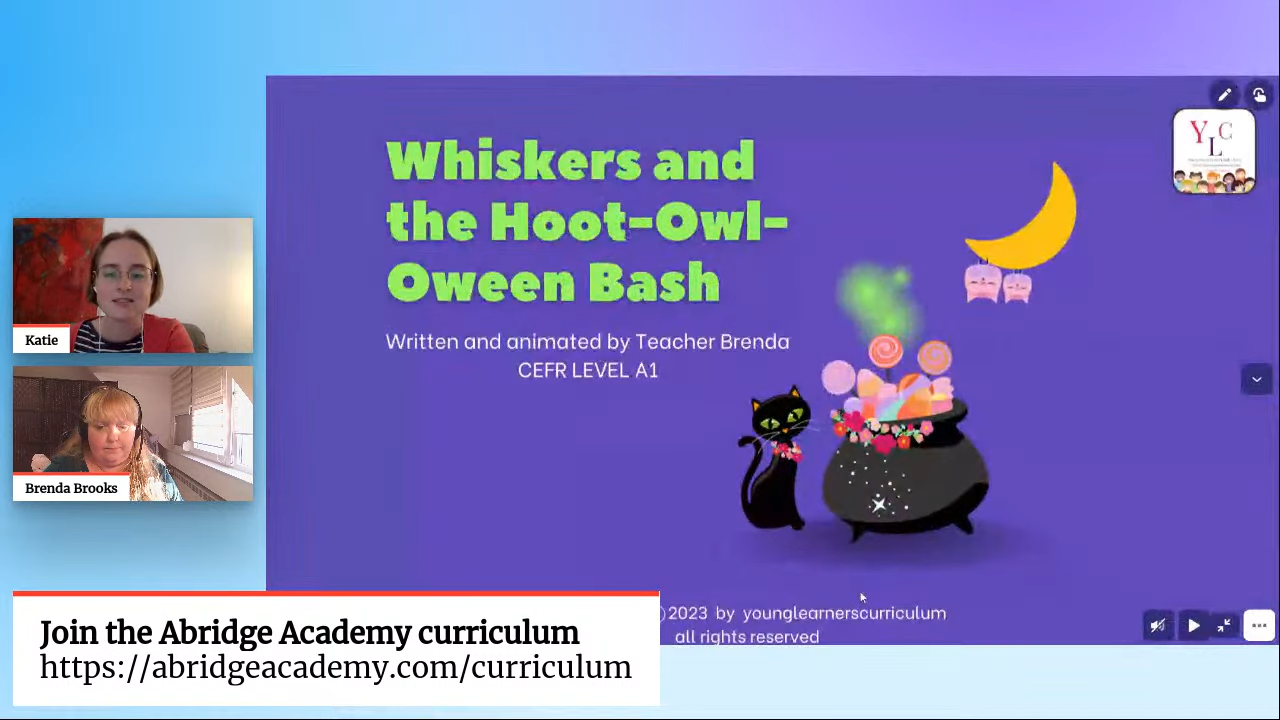 Whiskers and
the Hoot-Owl-
Oween Bash
Written and animated by Teacher Brenda
CEFR LEVEL A1
Y L C
Katie
Brenda Brooks
2023 by younglearnerscurriculum
all rights reserved
Join the Abridge Academy curriculum
https://abridgeacademy.com/curriculum